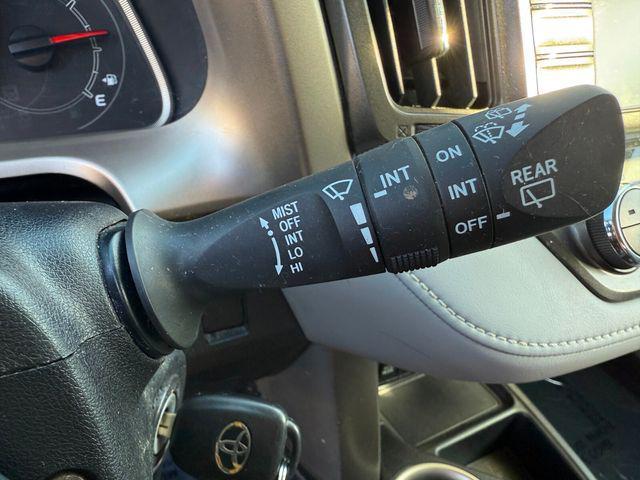 E
MIST
OFF
INT
LO
HI
INT
ON
INT
OFF
REAR